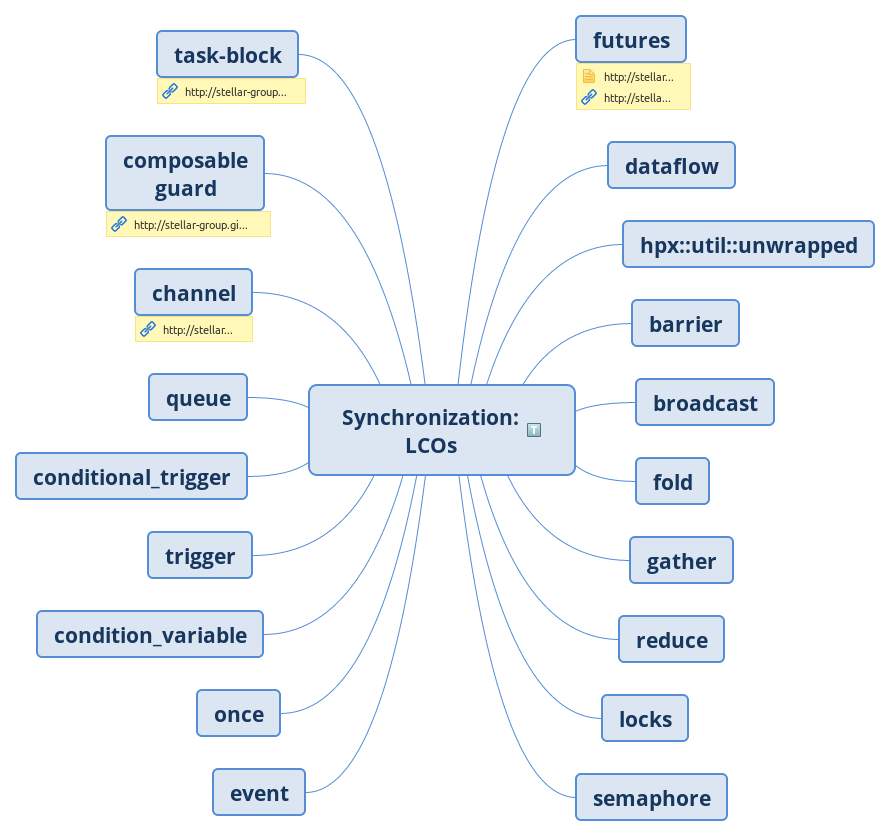 task-block
http://stellar-group...
composable
guard
http://stellar-group.gi...
channel
http://stellar...
queue
conditional_trigger
trigger
condition_variable
once
event
Synchronization:
LCOs
T
futures
http://stellar...
http://stella...
dataflow
hpx::util::unwrapped
barrier
broadcast
fold
gather
reduce
locks
semaphore